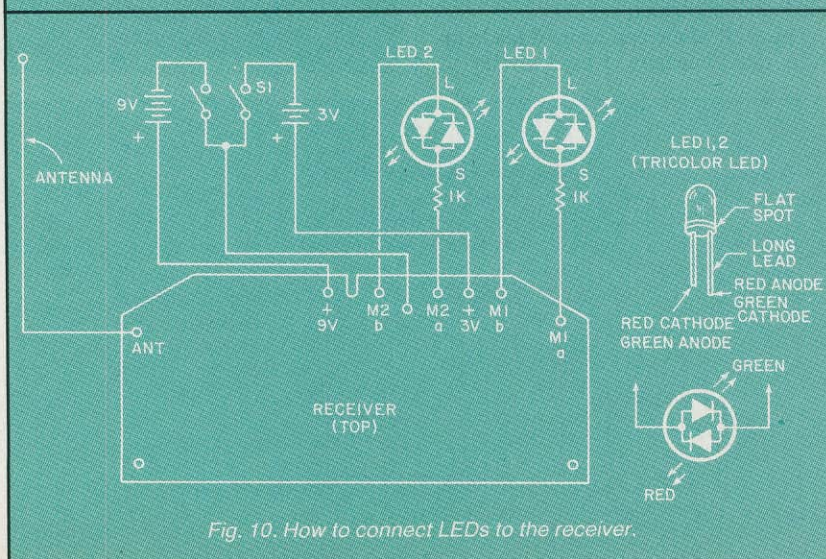 LED 2
LED 1
S1
L
L
9V
+
3V
+
LED 1,2
(TRICOLOR LED)
ANTENNA
S
1K
S
1K
FLAT
SPOT
LONG
LEAD
RED ANODE
GREEN
CATHODE
RED CATHODE
GREEN ANODE
+
9V
M2
b
M2
a
+
3V
M1
b
M1
a
ANT
GREEN
RECEIVER
(TOP)
RED
Fig. 10. How to connect LEDs to the receiver.